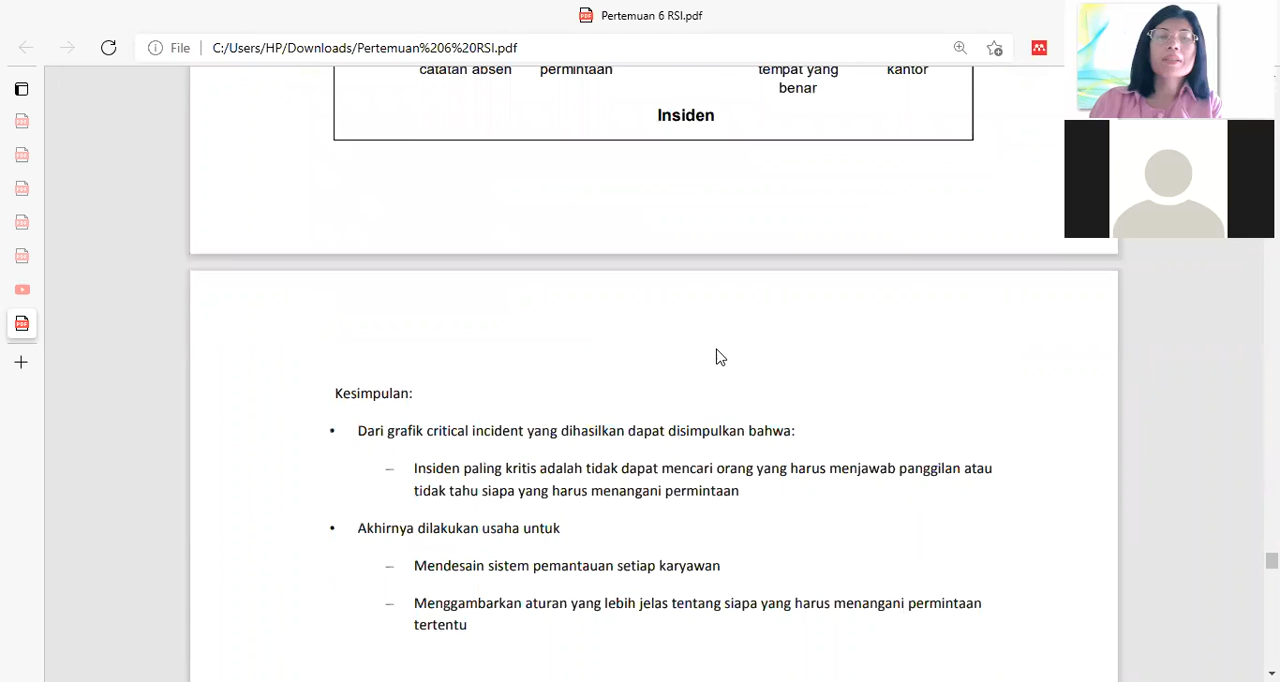 Pertemuan 6 RSI.pdf
File
C:/Users/HP/Downloads/Pertemuan%206%20RSI.pdf
catatan absen permintaan tempat yang kantor
benar
Insiden
Kesimpulan:
• Dari grafik critical incident yang dihasilkan dapat disimpulkan bahwa:
– Insiden paling kritis adalah tidak dapat mencari orang yang harus menjawab panggilan atau
tidak tahu siapa yang harus menangani permintaan
• Akhirnya dilakukan usaha untuk
– Mendesain sistem pemantauan setiap karyawan
– Menggambarkan aturan yang lebih jelas tentang siapa yang harus menangani permintaan
tertentu